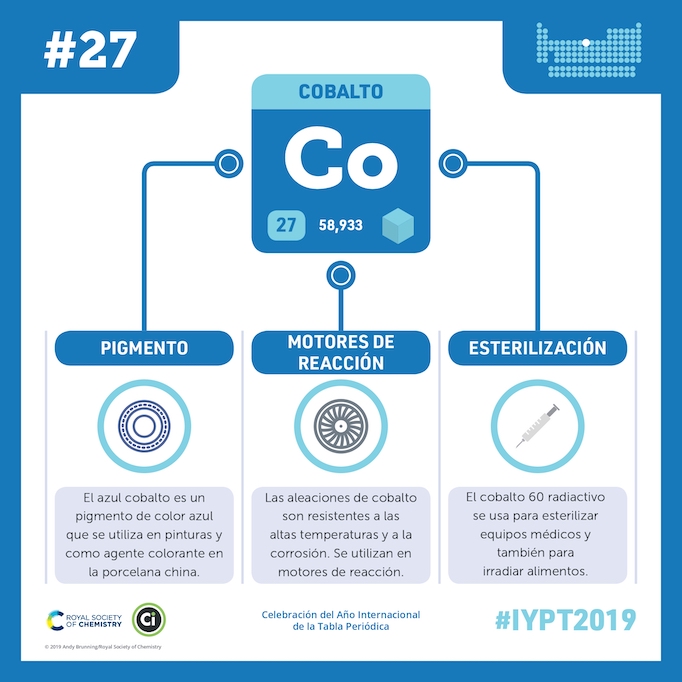 #27
COBALTO
Co
27
58,933
PIGMENTO
El azul cobalto es un
pigmento de color azul
que se utiliza en pinturas y
como agente colorante en
la porcelana china.
MOTORES DE
REACCIÓN
Las aleaciones de cobalto
son resistentes a las
altas temperaturas y a la
corrosión. Se utilizan en
motores de reacción.
ESTERILIZACIÓN
El cobalto 60 radiactivo
se usa para esterilizar
equipos médicos y
también para
irradiar alimentos.
ROYAL SOCIETY
OF CHEMISTRY
Ci
© 2019 Andy Brunning/Royal Society of Chemistry
Celebración del Año Internacional
de la Tabla Periódica
#IYPT2019